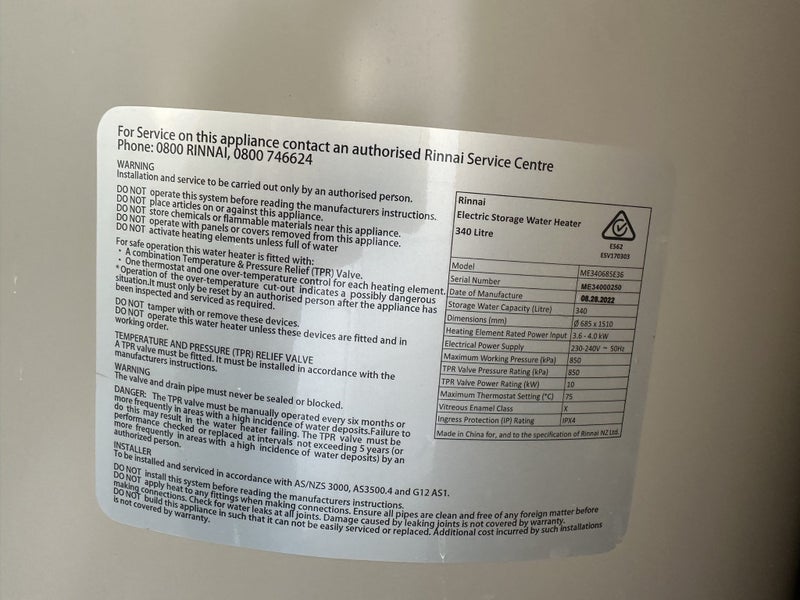 For Service on this appliance contact an authorised Rinnai Service Centre
Phone: 0800 RINNAI, 0800 746624
WARNING
Installation and service to be carried out only by an authorised person.
DO NOT operate this system before reading the manufacturers instructions.
DO NOT place articles on or against this appliance.
DO NOT store chemicals or flammable materials near this appliance.
DO NOT operate with panels or covers removed from this appliance.
DO NOT activate heating elements unless full of water
For safe operation this water heater is fitted with:
• A combination Temperature & Pressure Relief (TPR) Valve.
• One thermostat and one over-temperature control for each heating element.
*Operation of the over-temperature cut-out indicates a possibly dangerous
situation.It must only be reset by an authorised person after the appliance has
been inspected and serviced as required.
DO NOT tamper with or remove these devices.
DO NOT operate this water heater unless these devices are fitted and in
working order.
TEMPERATURE AND PRESSURE (TPR) RELIEF VALVE
A TPR valve must be fitted. It must be installed in accordance with the
manufacturers instructions.
WARNING
The valve and drain pipe must never be sealed or blocked.
DANGER: The TPR valve must be manually operated every six months or
more frequently in areas with a high incidence of water deposits.Failure to
do this may result in the water heater failing. The TPR valve must be
performance checked or replaced at intervals not exceeding 5 years (or
more frequently in areas with a high incidence of water deposits) by an
authorized person.
INSTALLER
To be installed and serviced in accordance with AS/NZS 3000, AS3500.4 and G12 AS1.
DO NOT install this system before reading the manufacturers instructions.
DO NOT apply heat to any fittings when making connections. Ensure all pipes are clean and free of any foreign matter before
making connections. Check for water leaks at all joints. Damage caused by leaking joints is not covered by warranty.
DO NOT build this appliance in such that it can not be easily serviced or replaced. Additional cost incurred by such installations
is not covered by warranty.
Rinnai
Electric Storage Water Heater
340 Litre
ES62
ESV170303
Model ME34068SE36
Serial Number ME34000250
Date of Manufacture 08.28.2022
Storage Water Capacity (Litre) 340
Dimensions (mm) Ø 685 x 1510
Heating Element Rated Power Input 3.6 - 4.0 kW
Electrical Power Supply 230-240V ~ 50Hz
Maximum Working Pressure (kPa) 850
TPR Valve Pressure Rating (kPa) 850
TPR Valve Power Rating (kW) 10
Maximum Thermostat Setting (°C) 75
Vitreous Enamel Class X
Ingress Protection (IP) Rating IPX4
Made in China for, and to the specification of Rinnai NZ Ltd.